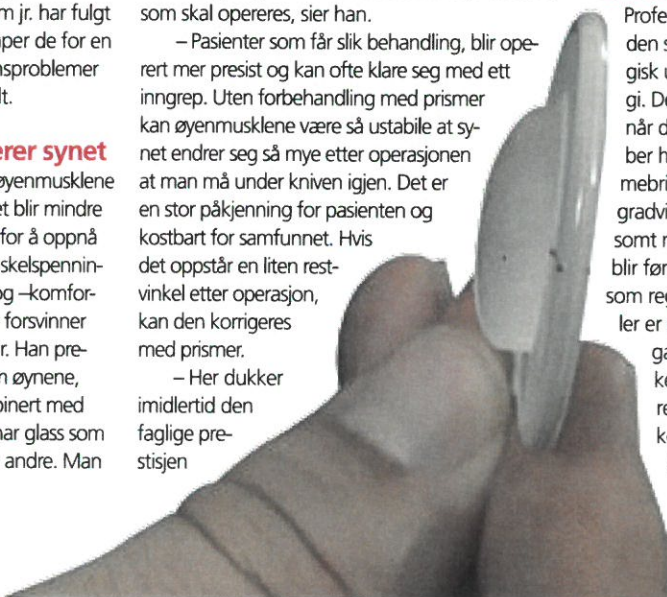 m jr. har fulgt
per de for en
nsproblemer
lt.
erer synet
øyenmusklene
et blir mindre
for å oppnå
skelspennin-
og –komfor-
forsvinner
r. Han pre-
n øynene,
binert med
har glass som
andre. Man
som skal opereres, sier han.
– Pasienter som får slik behandling, blir ope-
rert mer presist og kan ofte klare seg med ett
inngrep. Uten forbehandling med prismer
kan øyenmusklene være så ustabile at sy-
net endrer seg så mye etter operasjonen
at man må under kniven igjen. Det er
en stor påkjenning for pasienten og
kostbart for samfunnet. Hvis
det oppstår en liten rest-
vinkel etter operasjon,
kan den korrigeres
med prismer.
– Her dukker
imidlertid den
faglige pre-
stisjen
Profe
den s
gisk u
gi. De
når d
ber h
mebri
gradvi
somt r
blir før
som reg
ler er
ga
ko
re
k